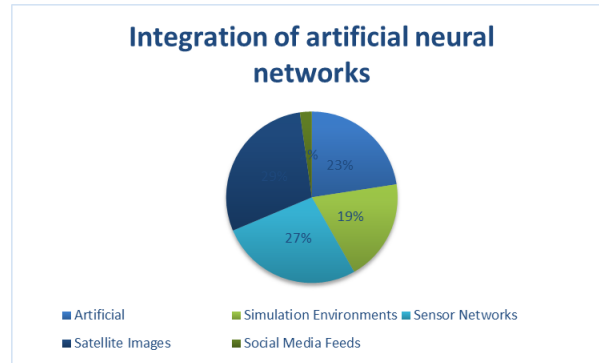 Integration of artificial neural
networks
%
23%
19%
27%
Artificial
Simulation Environments
Sensor Networks
Satellite Images
Social Media Feeds